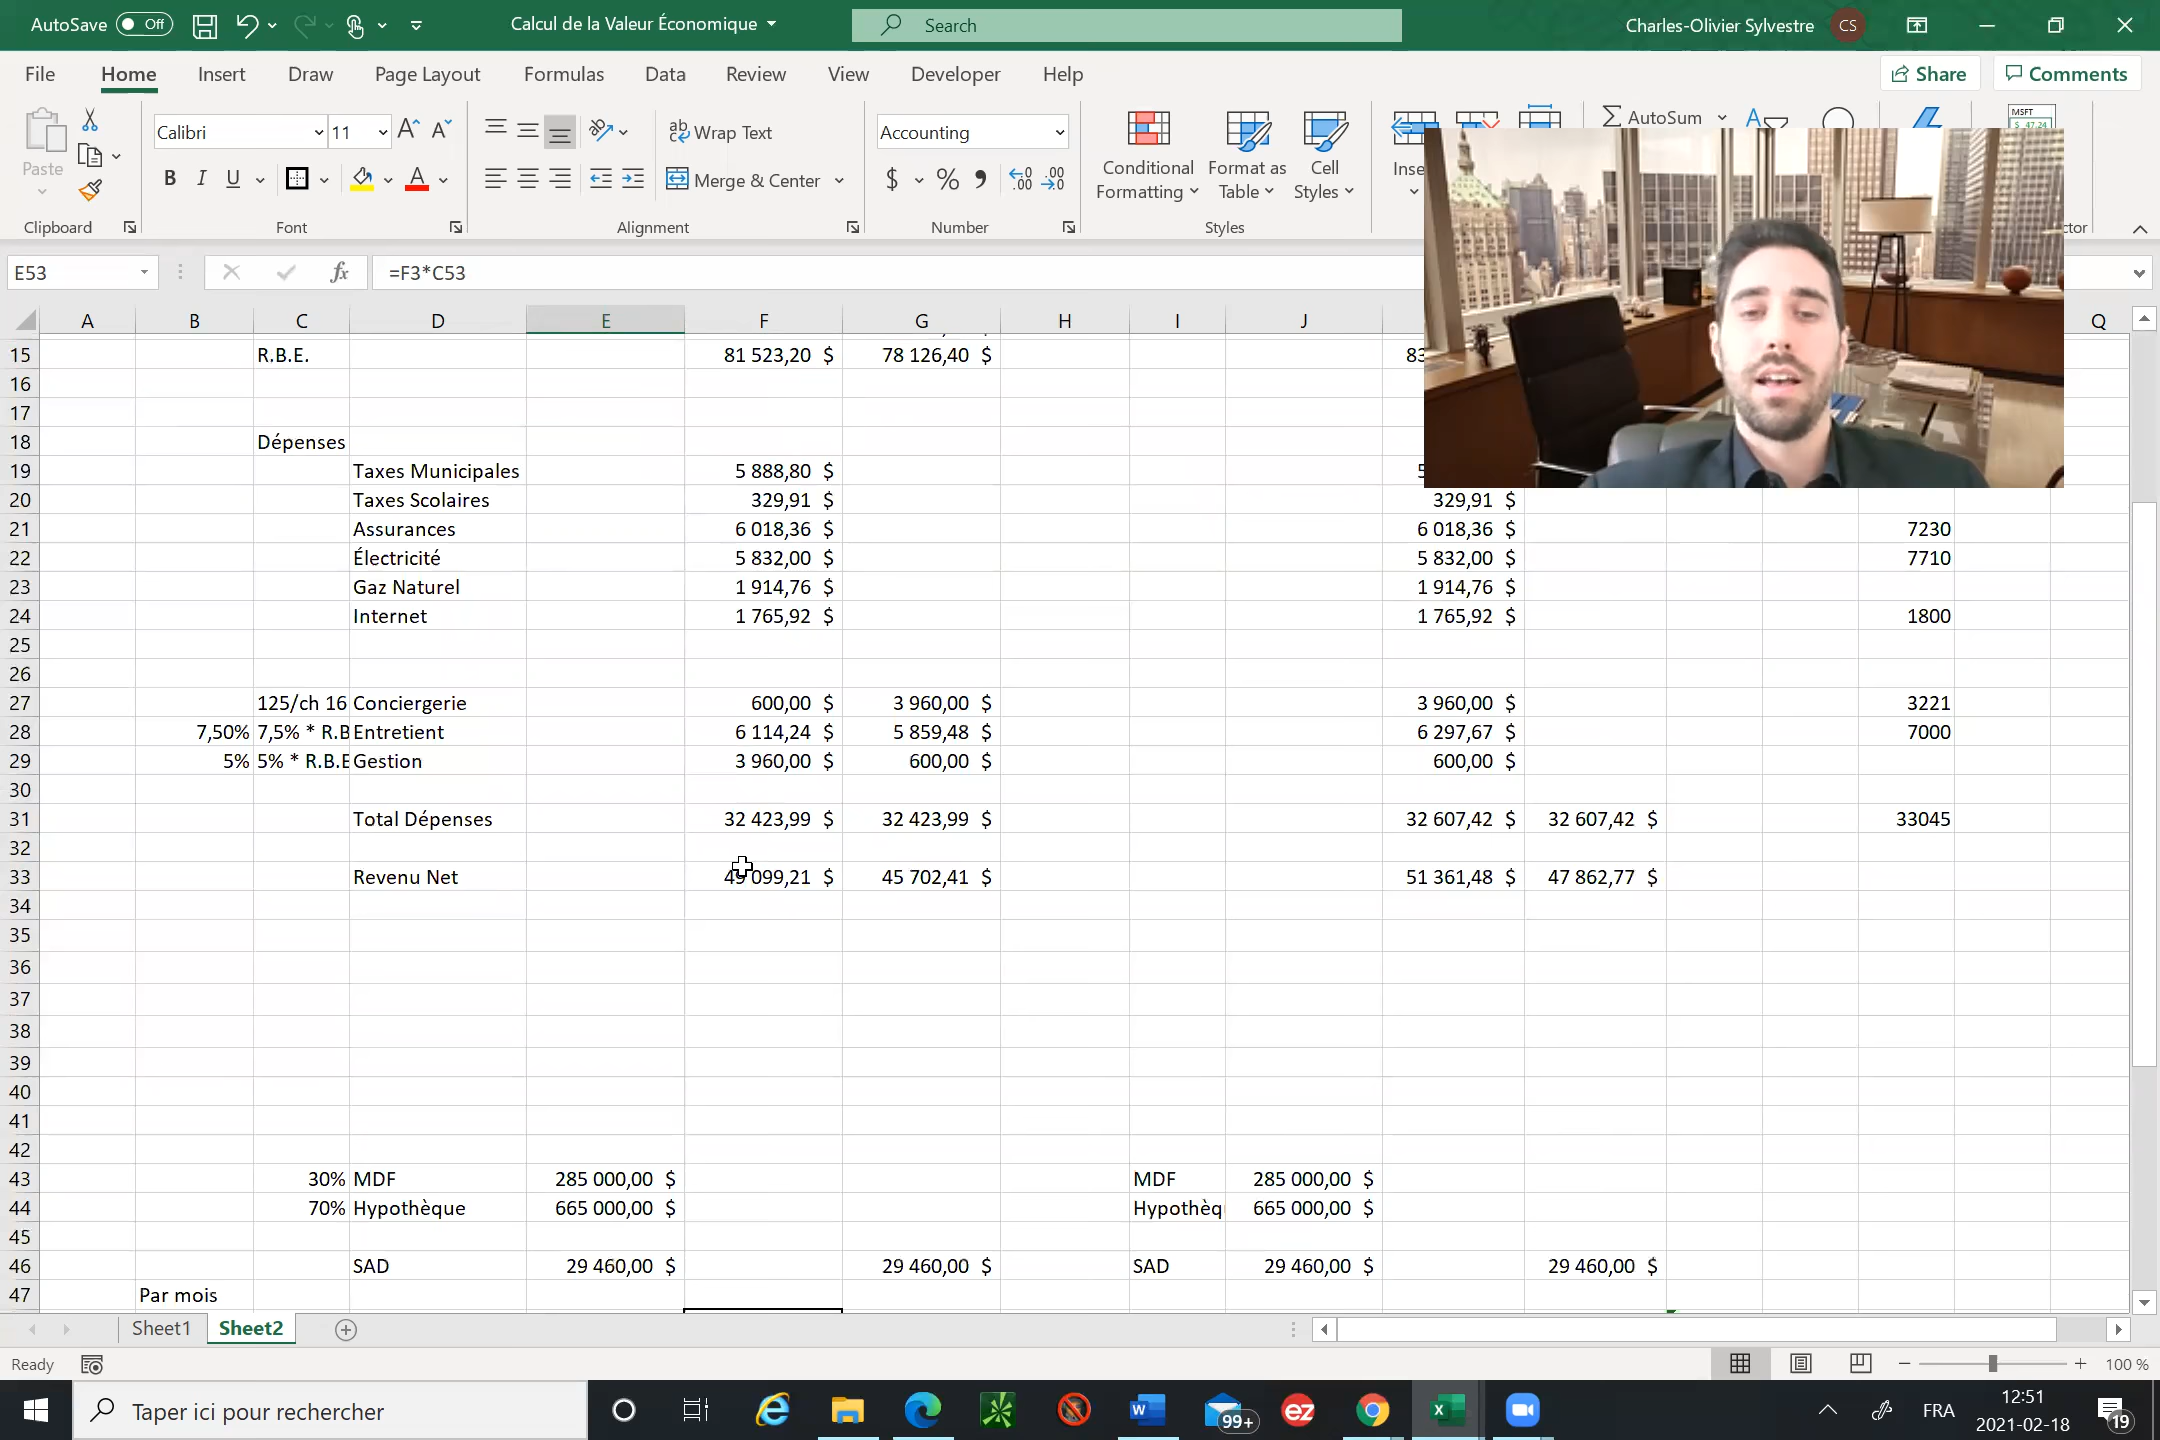 AutoSave Off Calcul de la Valeur Économique Search Charles-Olivier Sylvestre CS
File Home Insert Draw Page Layout Formulas Data Review View Developer Help Share Comments
Calibri 11 Wrap Text Accounting AutoSum MSFT
Paste B I U Merge & Center $ % Conditional Formatting Format as Table Cell Styles
Clipboard Font Alignment Number Styles
E53 fx =F3*C53
A B C D E F G H I J Q
15 R.B.E. 81 523,20 $ 78 126,40 $ 83
16
17
18 Dépenses
19 Taxes Municipales 5 888,80 $ 5
20 Taxes Scolaires 329,91 $ 329,91 $
21 Assurances 6 018,36 $ 6 018,36 $ 7230
22 Électricité 5 832,00 $ 5 832,00 $ 7710
23 Gaz Naturel 1 914,76 $ 1 914,76 $
24 Internet 1 765,92 $ 1 765,92 $ 1800
25
26
27 125/ch 16 Conciergerie 600,00 $ 3 960,00 $ 3 960,00 $ 3221
28 7,50% 7,5% * R.B Entretient 6 114,24 $ 5 859,48 $ 6 297,67 $ 7000
29 5% 5% * R.B.E Gestion 3 960,00 $ 600,00 $ 600,00 $
30
31 Total Dépenses 32 423,99 $ 32 423,99 $ 32 607,42 $ 32 607,42 $ 33045
32
33 Revenu Net 49 099,21 $ 45 702,41 $ 51 361,48 $ 47 862,77 $
34
35
36
37
38
39
40
41
42
43 30% MDF 285 000,00 $ MDF 285 000,00 $
44 70% Hypothèque 665 000,00 $ Hypothèq 665 000,00 $
45
46 SAD 29 460,00 $ 29 460,00 $ SAD 29 460,00 $ 29 460,00 $
47 Par mois
Sheet1 Sheet2
Ready 100 %
Taper ici pour rechercher 99+ ez FRA 12:51
2021-02-18 19